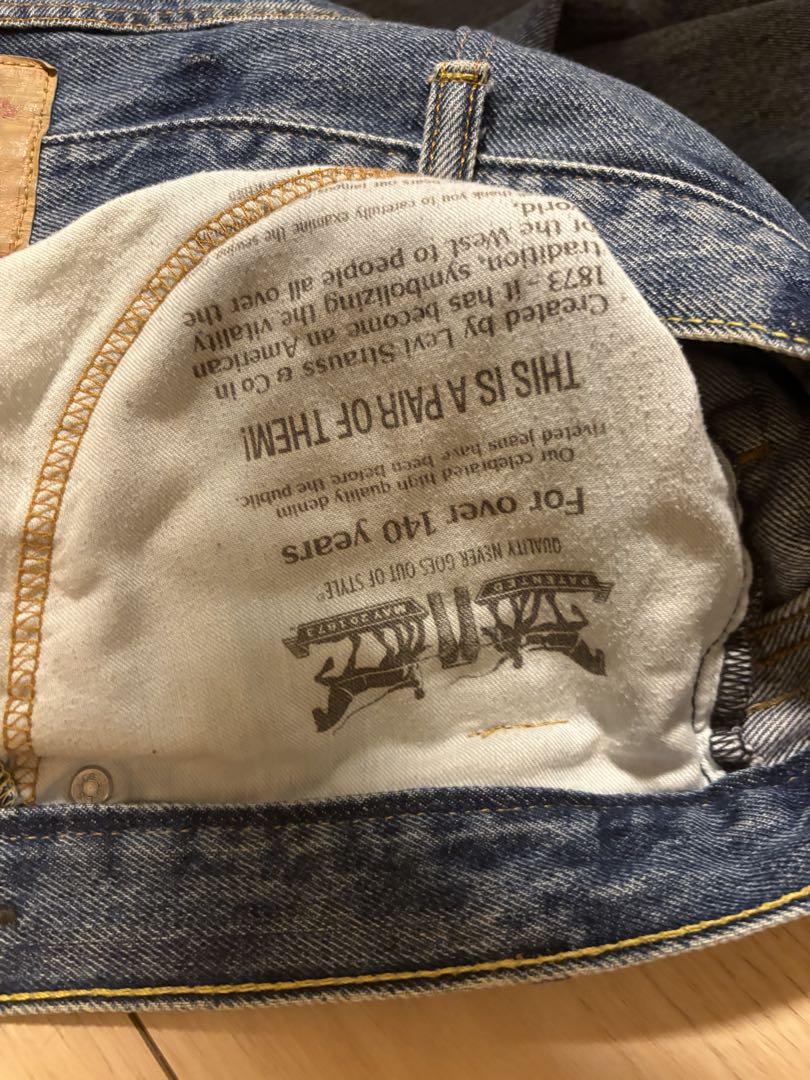 PATENTED
MAY 20 1873
QUALITY NEVER GOES OUT OF STYLE®
For over 140 years
Our celebrated high quality denim
riveted jeans have been before the public.
THIS IS A PAIR OF THEM!
Created by Levi Strauss & Co in
1873 - it has become an American
tradition, symbolizing the vitality
of the West to people all over the
world.
thank you to carefully examine the sewing